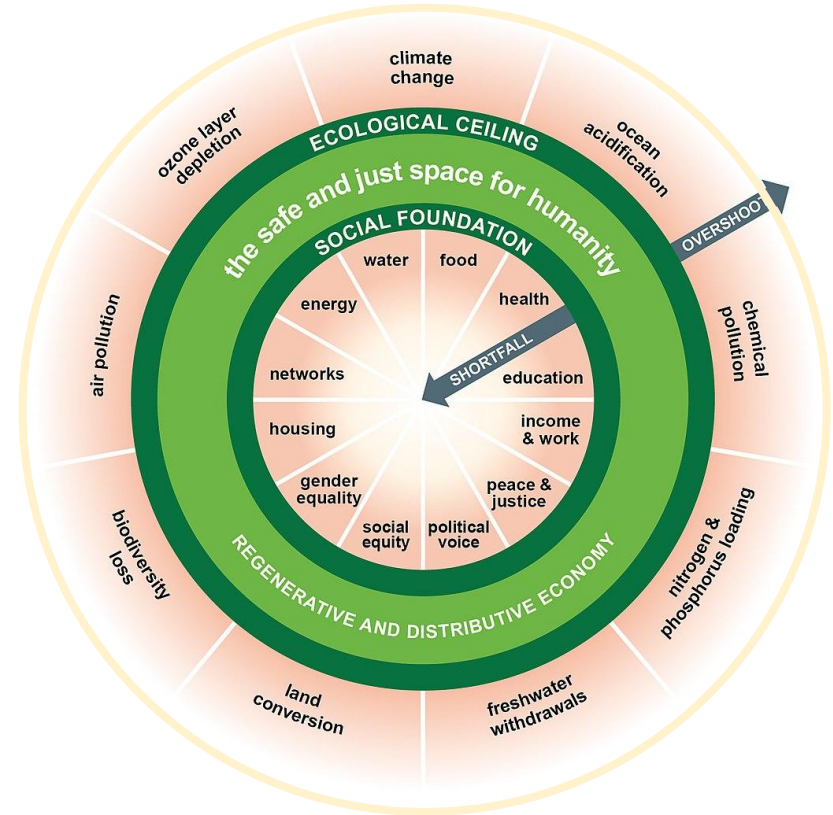 climate
change
ocean
acidification
OVERSHOOT
chemical
pollution
nitrogen &
phosphorus loading
freshwater
withdrawals
land
conversion
biodiversity
loss
air pollution
ozone layer
depletion
ECOLOGICAL CEILING
the safe and just space for humanity
SOCIAL FOUNDATION
water
food
health
SHORTFALL
education
income
& work
peace &
justice
political
voice
social
equity
gender
equality
housing
networks
energy
REGENERATIVE AND DISTRIBUTIVE ECONOMY